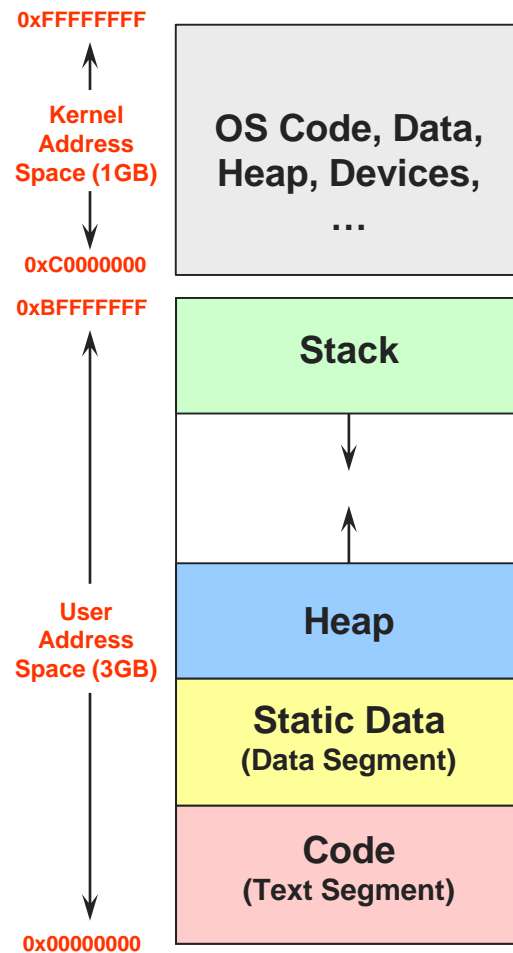 0xFFFFFFFF
Kernel
Address
Space (1GB)
0xC0000000
OS Code, Data,
Heap, Devices,
…
0xBFFFFFFF
User
Address
Space (3GB)
0x00000000
Stack
Heap
Static Data
(Data Segment)
Code
(Text Segment)